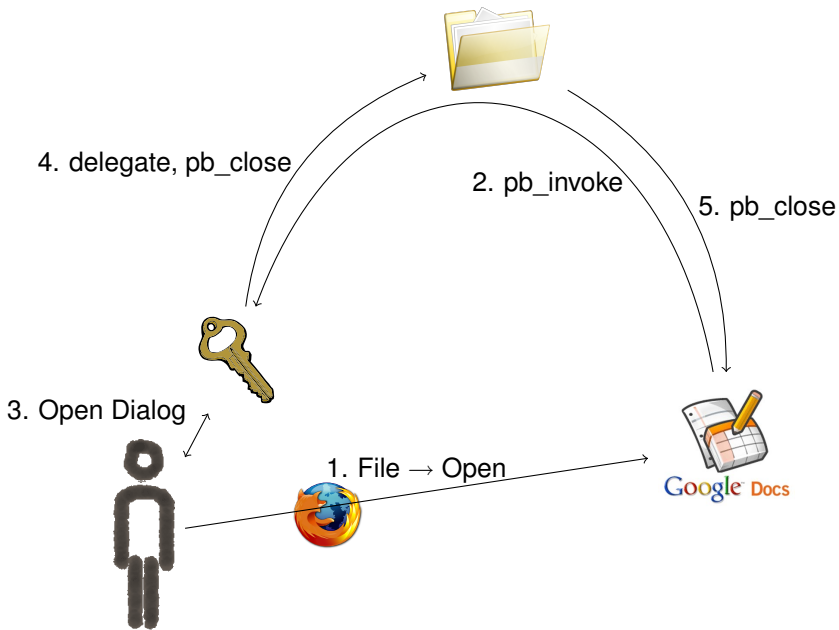 4. delegate, pb_close
2. pb_invoke
5. pb_close
3. Open Dialog
1. File → Open
Google Docs